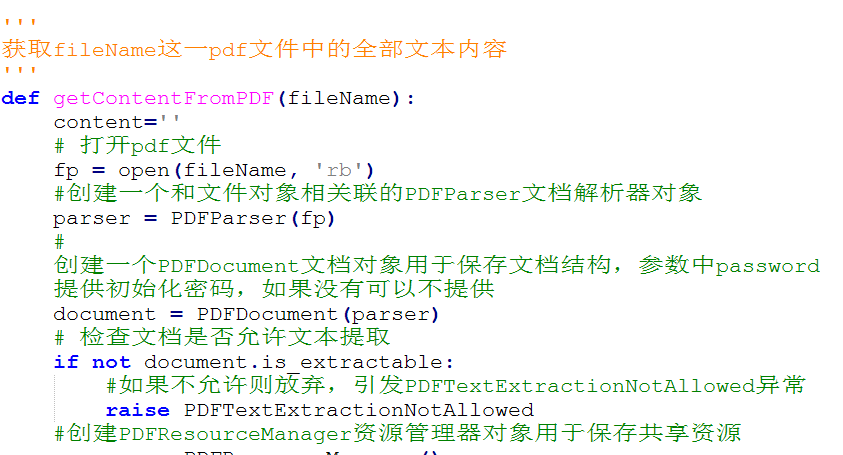 '''
获取fileName这一pdf文件中的全部文本内容
'''
def getContentFromPDF(fileName):
    content=''
    # 打开pdf文件
    fp = open(fileName, 'rb')
    #创建一个和文件对象相关联的PDFParser文档解析器对象
    parser = PDFParser(fp)
    #
    创建一个PDFDocument文档对象用于保存文档结构，参数中password
    提供初始化密码，如果没有可以不提供
    document = PDFDocument(parser)
    # 检查文档是否允许文本提取
    if not document.is_extractable:
        #如果不允许则放弃，引发PDFTextExtractionNotAllowed异常
        raise PDFTextExtractionNotAllowed
    #创建PDFResourceManager资源管理器对象用于保存共享资源